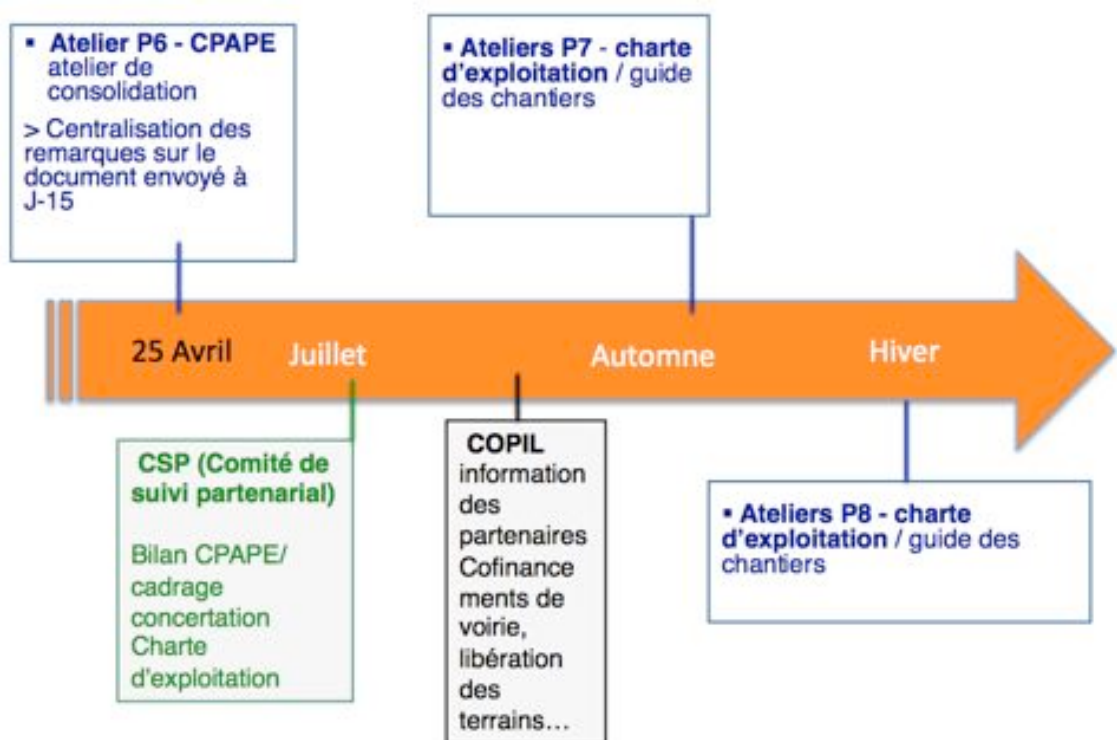 ▪ Atelier P6 - CPAPE
atelier de
consolidation
> Centralisation des
remarques sur le
document envoyé à
J-15
▪ Ateliers P7 - charte
d'exploitation / guide
des chantiers
25 Avril
Juillet
Automne
Hiver
CSP (Comité de
suivi partenarial)
Bilan CPAPE/
cadrage
concertation
Charte
d'exploitation
COPIL
information
des
partenaires
Cofinance
ments de
voirie,
libération
des
terrains...
▪ Ateliers P8 - charte
d'exploitation / guide des
chantiers